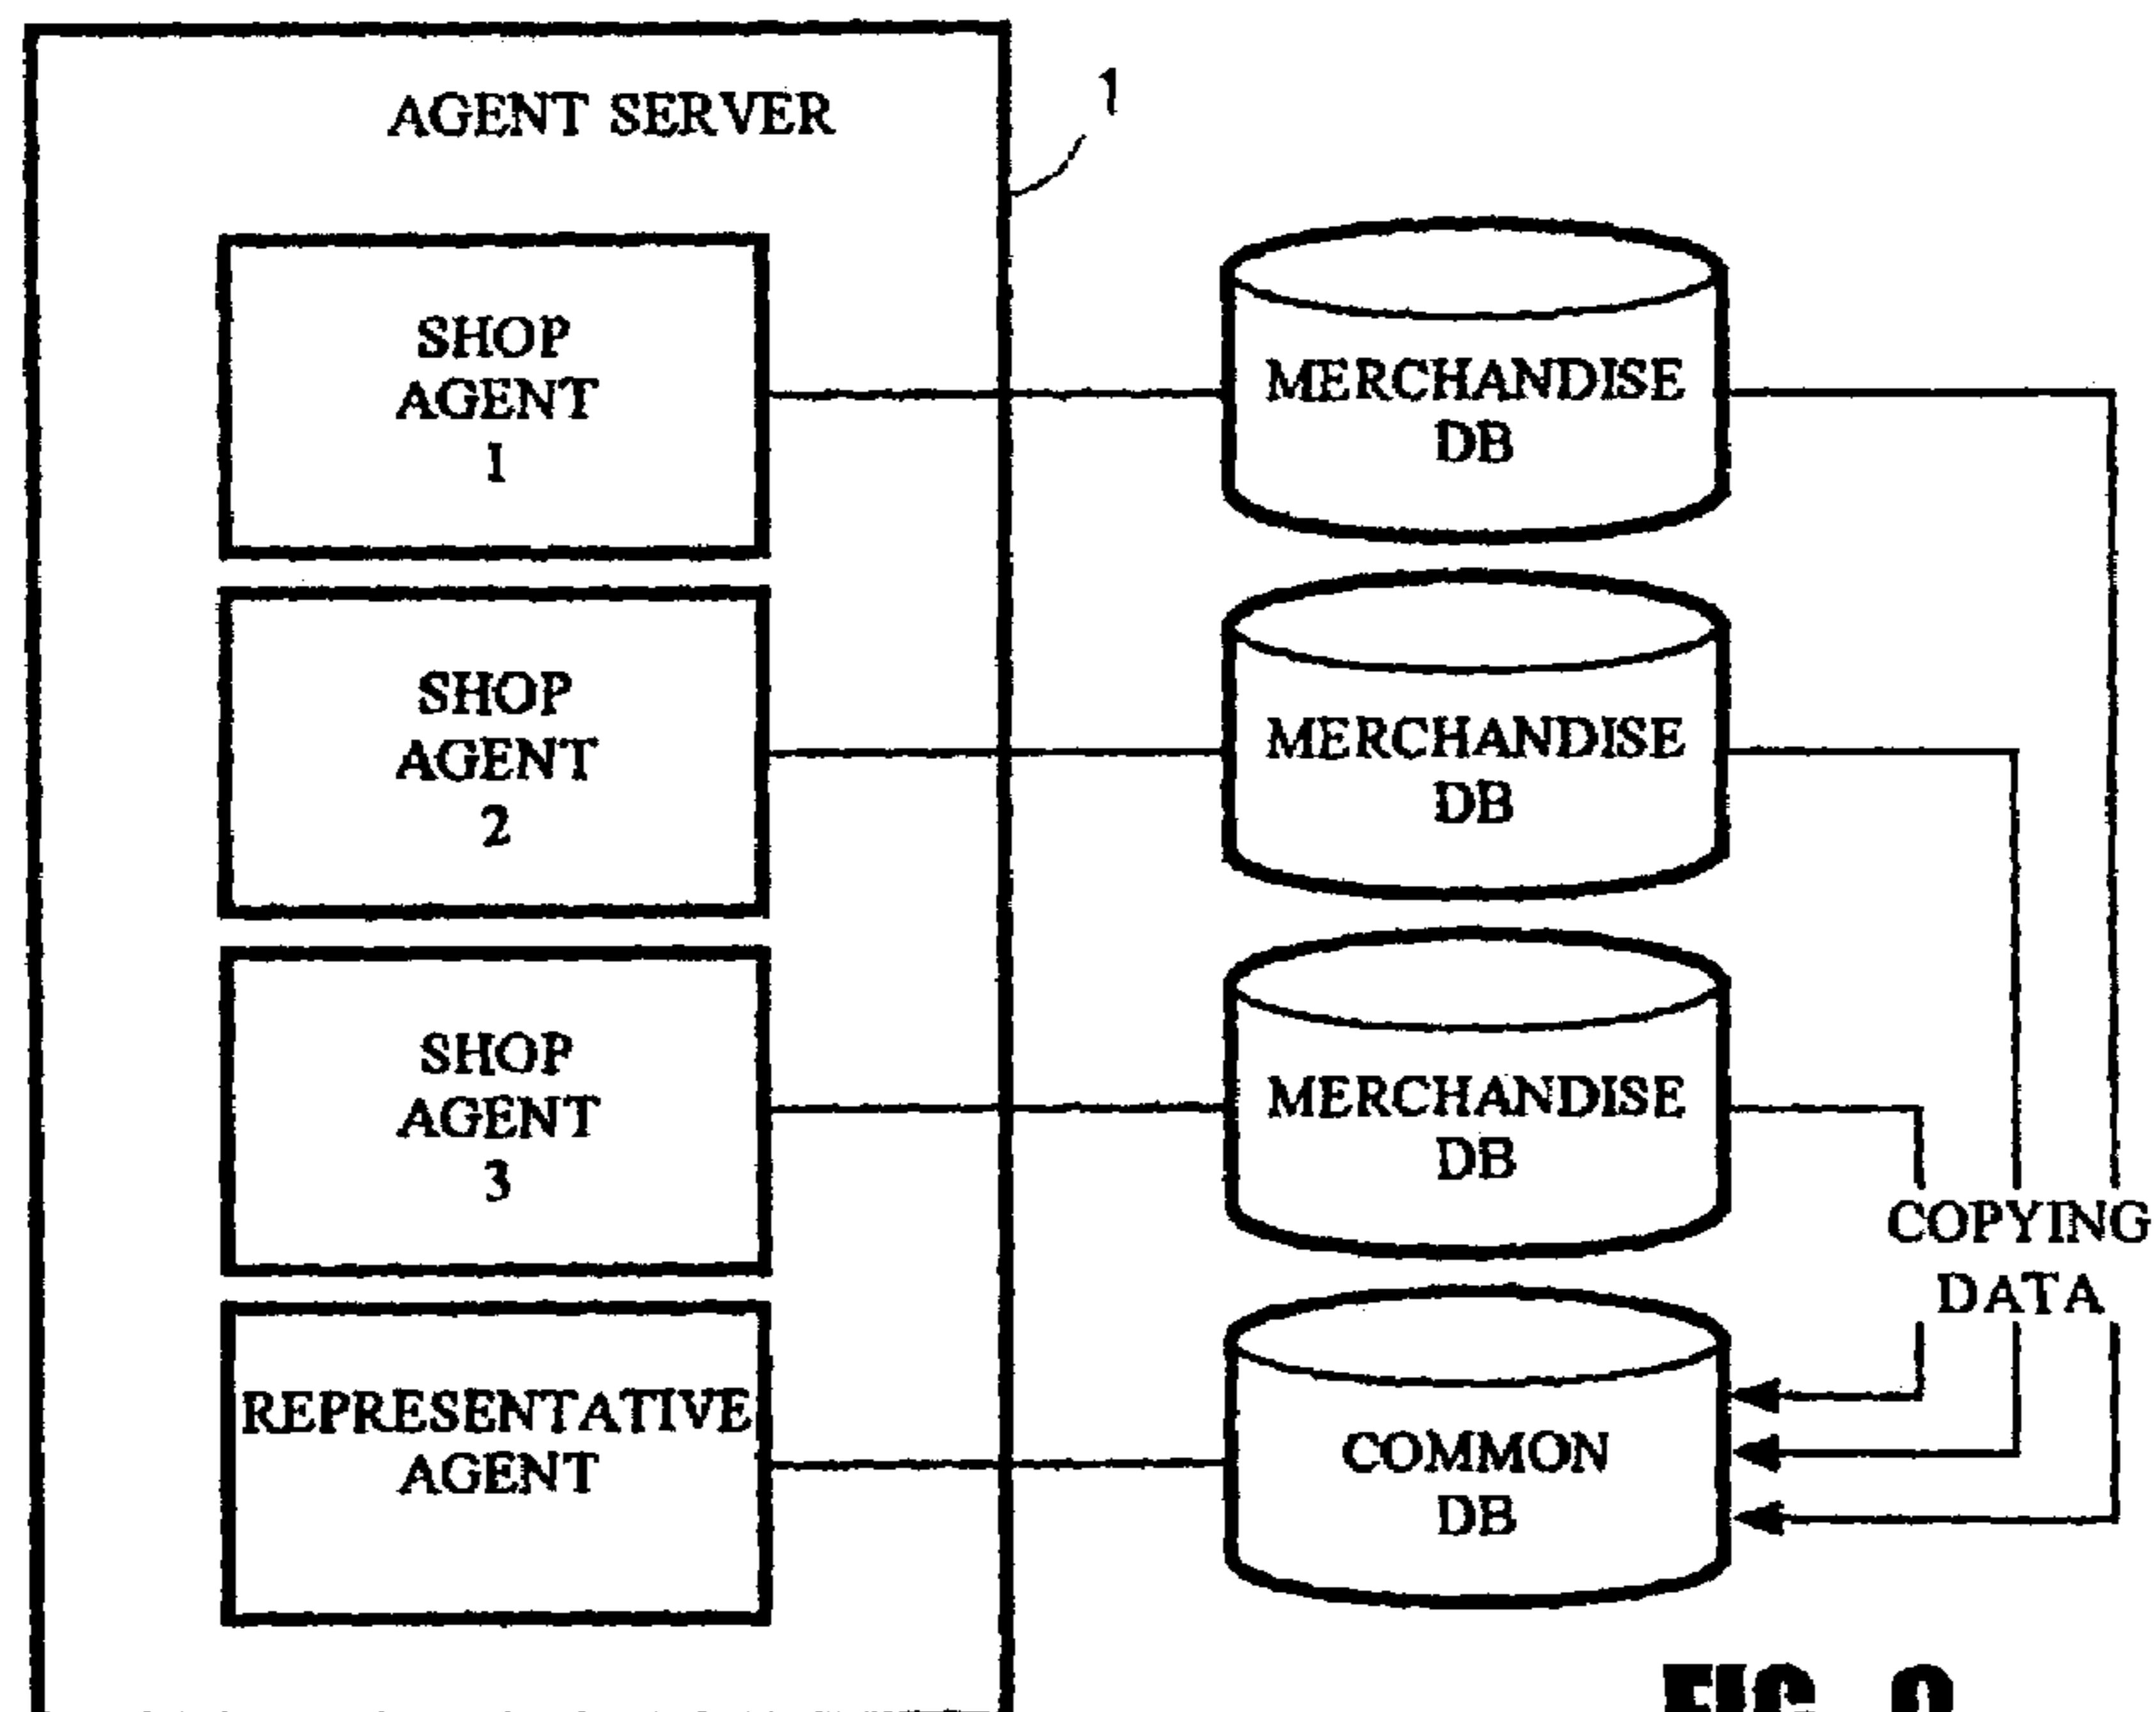 AGENT SERVER
1
SHOP
AGENT
1
MERCHANDISE
DB
SHOP
AGENT
2
MERCHANDISE
DB
SHOP
AGENT
3
MERCHANDISE
DB
COPYING
DATA
REPRESENTATIVE
AGENT
COMMON
DB
FIG.